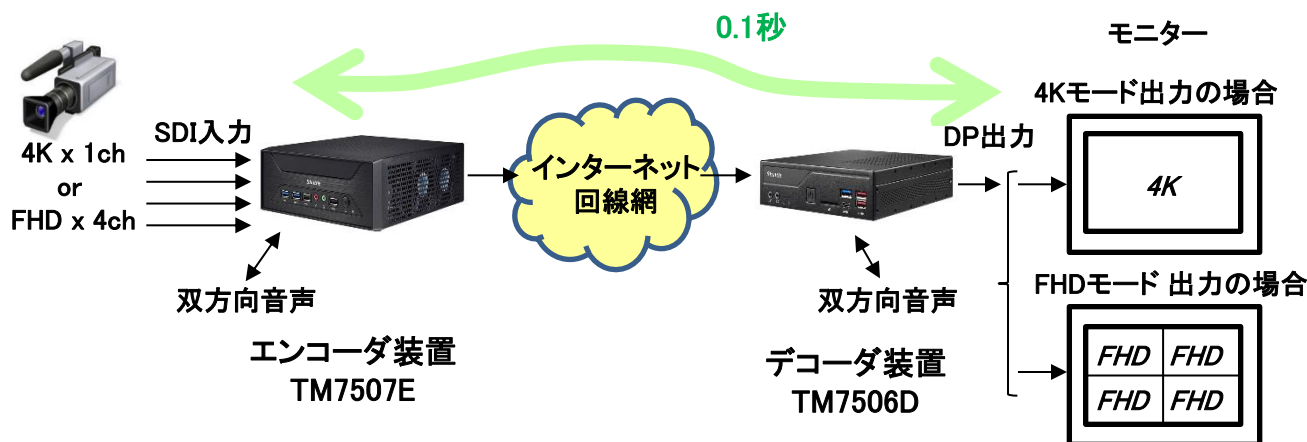 0.1秒
モニター
4Kモード出力の場合
SDI入力
DP出力
4K x 1ch
or
FHD x 4ch
Shuttle
インターネット
回線網
Shuttle
4K
双方向音声
双方向音声
FHDモード 出力の場合
エンコーダ装置
TM7507E
デコーダ装置
TM7506D
FHD FHD
FHD FHD